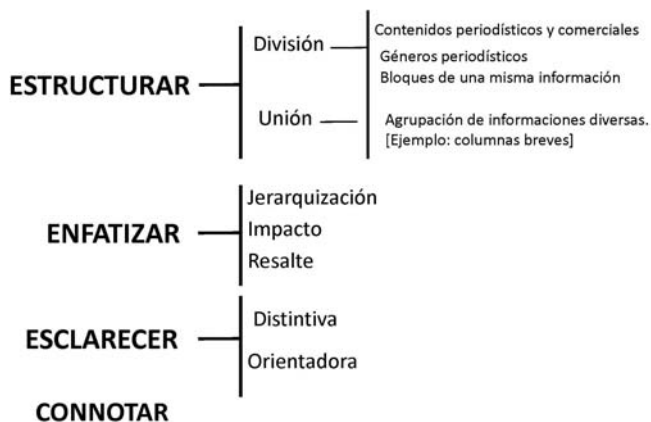 ESTRUCTURAR
División
Contenidos periodísticos y comerciales
Géneros periodísticos
Bloques de una misma información
Unión
Agrupación de informaciones diversas.
[Ejemplo: columnas breves]
ENFATIZAR
Jerarquización
Impacto
Resalte
ESCLARECER
Distintiva
Orientadora
CONNOTAR